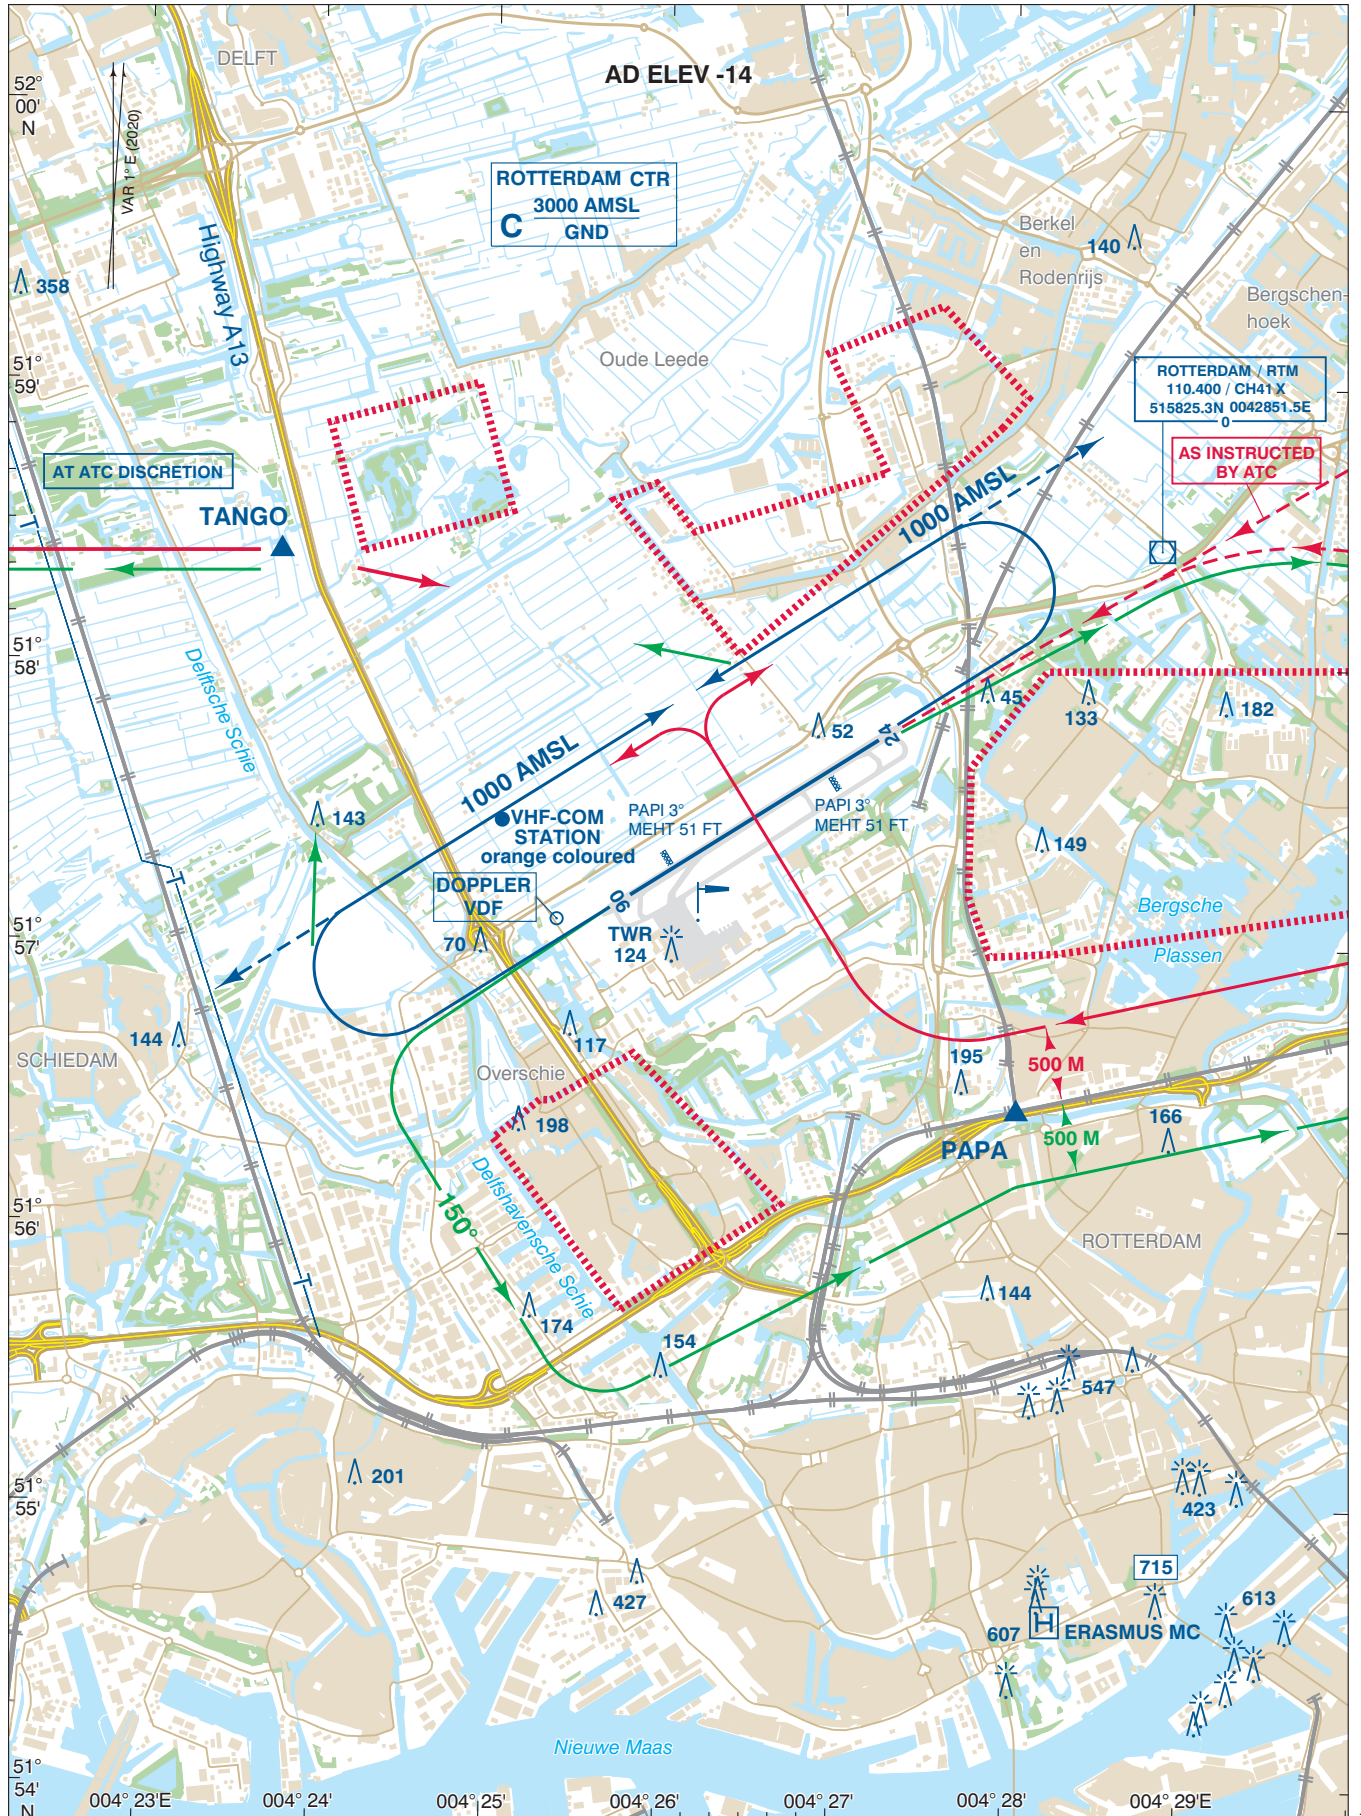 DELFT
AD ELEV -14
52°
00'
N
VAR 1° E (2020)
ROTTERDAM CTR
3000 AMSL
C
GND
Highway A13
358
Berkel
en
Rodenrijs
140
Bergschen-
hoek
51°
59'
Oude Leede
ROTTERDAM / RTM
110.400 / CH41 X
515825.3N 0042851.5E
0
AS INSTRUCTED
BY ATC
AT ATC DISCRETION
TANGO
1000 AMSL
T
51°
58'
Delftsche Schie
45
133
182
52
24
1000 AMSL
143
VHF-COM
STATION
orange coloured
PAPI 3°
MEHT 51 FT
PAPI 3°
MEHT 51 FT
149
T
DOPPLER
VDF
06
Bergsche
Plassen
51°
57'
70
TWR
124
144
117
SCHIEDAM
Overschie
195
500 M
198
166
500 M
PAPA
Delfshavensche Schie
150°
51°
56'
ROTTERDAM
T
144
174
154
547
201
51°
55'
423
715
427
613
607
H
ERASMUS MC
Nieuwe Maas
51°
54'
N
004° 23'E
004° 24'
004° 25'
004° 26'
004° 27'
004° 28'
004° 29'E